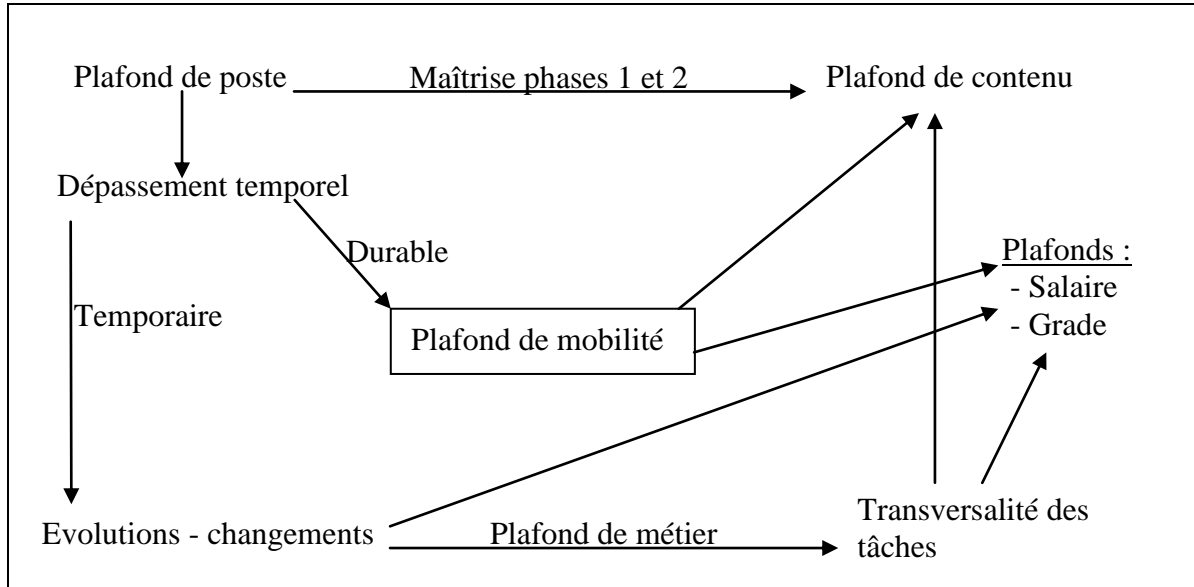 Plafond de poste
Maîtrise phases 1 et 2
Plafond de contenu
Dépassement temporel
Durable
Plafonds :
- Salaire
- Grade
Temporaire
Plafond de mobilité
Evolutions - changements
Plafond de métier
Transversalité des
tâches